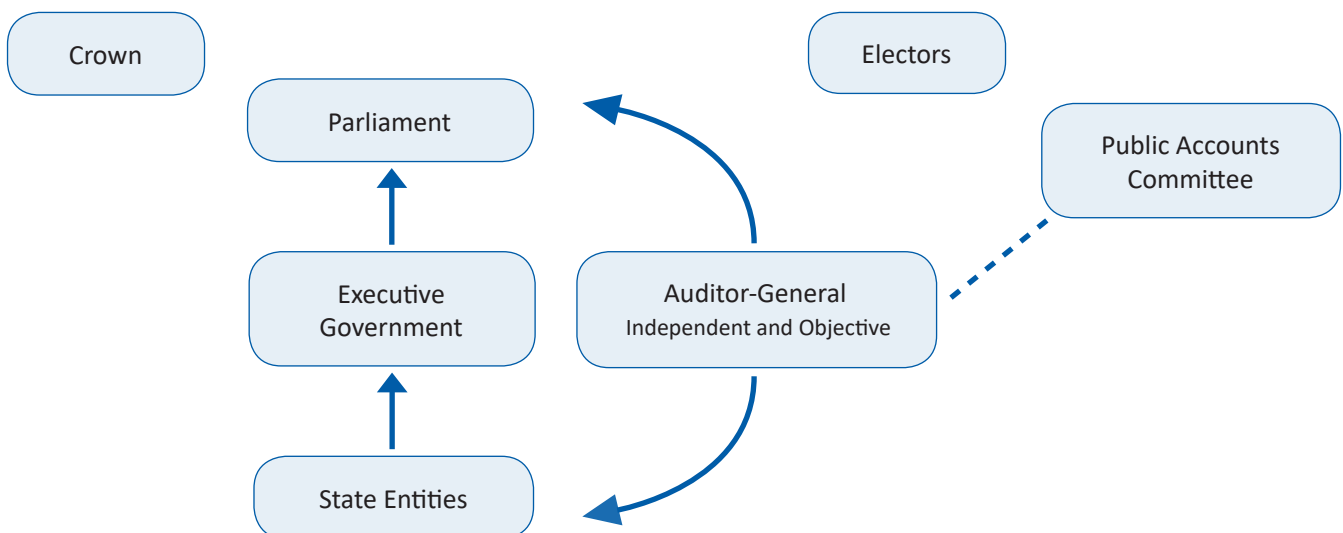 Crown
Electors
Parliament
Public Accounts
Committee
Executive
Government
Auditor-General
Independent and Objective
State Entities